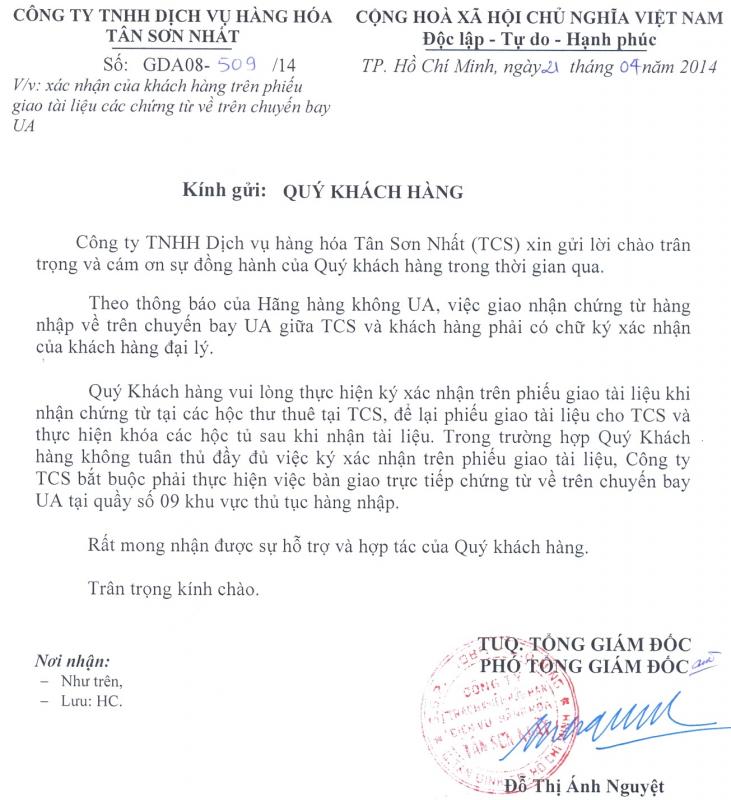 CÔNG TY TNHH DỊCH VỤ HÀNG HÓA
TÂN SƠN NHẤT
Số: GDA08- 509 /14
V/v: xác nhận của khách hàng trên phiếu
giao tài liệu các chứng từ về trên chuyến bay
UA
CỘNG HOÀ XÃ HỘI CHỦ NGHĨA VIỆT NAM
Độc lập - Tự do - Hạnh phúc
TP. Hồ Chí Minh, ngày 21 tháng 04 năm 2014
Kính gửi: QUÝ KHÁCH HÀNG
Công ty TNHH Dịch vụ hàng hóa Tân Sơn Nhất (TCS) xin gửi lời chào trân
trọng và cám ơn sự đồng hành của Quý khách hàng trong thời gian qua.
Theo thông báo của Hãng hàng không UA, việc giao nhận chứng từ hàng
nhập về trên chuyến bay UA giữa TCS và khách hàng phải có chữ ký xác nhận
của khách hàng đại lý.
Quý Khách hàng vui lòng thực hiện ký xác nhận trên phiếu giao tài liệu khi
nhận chứng từ tại các hộc thư thuê tại TCS, để lại phiếu giao tài liệu cho TCS và
thực hiện khóa các hộc tủ sau khi nhận tài liệu. Trong trường hợp Quý Khách
hàng không tuân thủ đầy đủ việc ký xác nhận trên phiếu giao tài liệu, Công ty
TCS bắt buộc phải thực hiện việc bàn giao trực tiếp chứng từ về trên chuyến bay
UA tại quầy số 09 khu vực thủ tục hàng nhập.
Rất mong nhận được sự hỗ trợ và hợp tác của Quý khách hàng.
Trân trọng kính chào.
Nơi nhận:
– Như trên,
– Lưu: HC.
TUQ. TỔNG GIÁM ĐỐC
PHÓ TỔNG GIÁM ĐỐC
CÔNG TY
TRÁCH NHIỆM HỮU HẠN
DỊCH VỤ HÀNG HÓA
TÂN SƠN NHẤT
Đỗ Thị Ánh Nguyệt